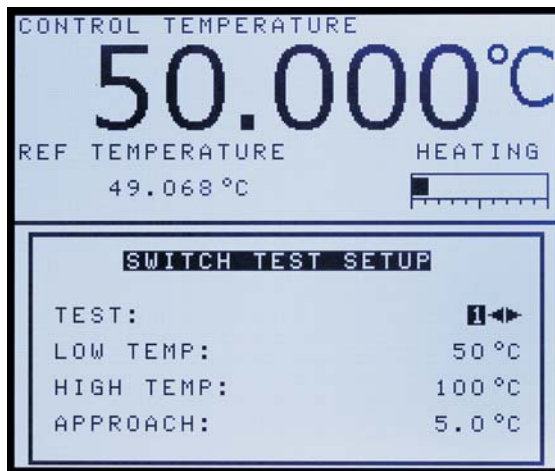 CONTROL TEMPERATURE
50.000°C
REF TEMPERATURE HEATING
49.068°C
SWITCH TEST SETUP
TEST: 1◄►
LOW TEMP: 50°C
HIGH TEMP: 100°C
APPROACH: 5.0°C